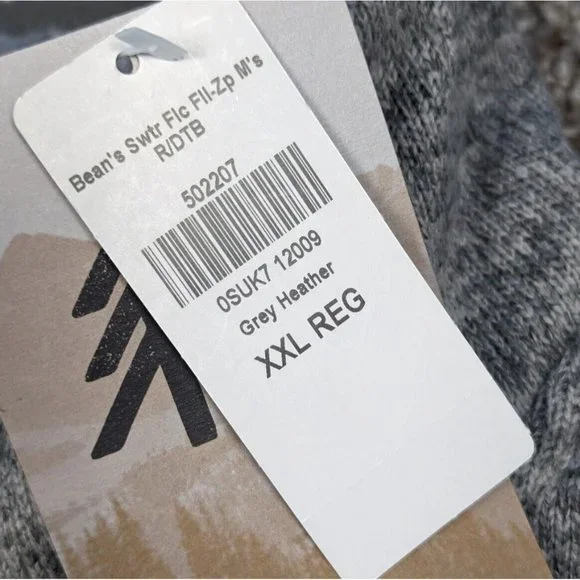 Bean's Swtr Flc Fll-Zp M's
R/DTB
502207
0SUK7 12009
Grey Heather
XXL REG